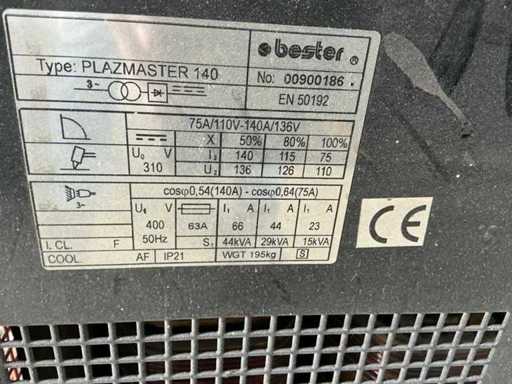 bester ®
Type: PLAZMASTER 140
No: 00900186.
3~
EN 50192
75A/110V-140A/136V
X 50% 80% 100%
U₀ V I₂ 140 115 75
310 U₂ 136 126 110
cosφ0,54(140A) - cosφ0,64(75A)
3~
U₁ V I₁ A I₁ A I₁ A
400 63A 66 44 23
50Hz S₁ 44kVA 29kVA 15kVA
I. CL. F
COOL AF IP21 WGT 195kg S
CE